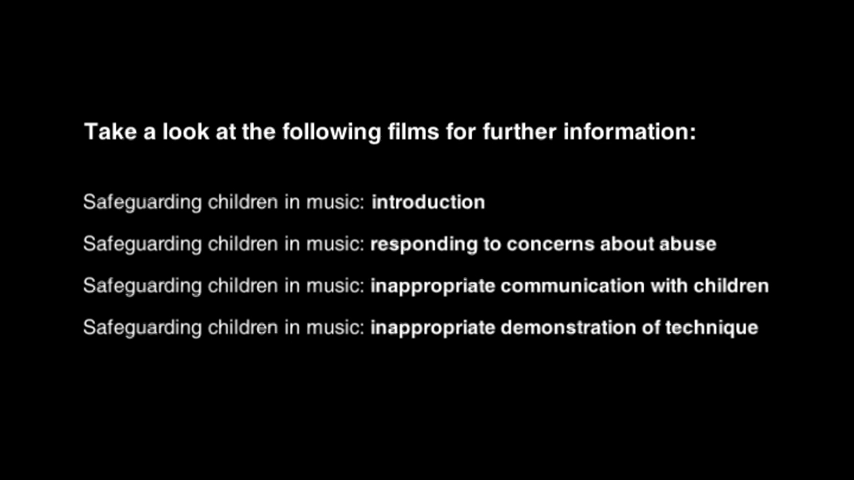 Take a look at the following films for further information:
Safeguarding children in music: introduction
Safeguarding children in music: responding to concerns about abuse
Safeguarding children in music: inappropriate communication with children
Safeguarding children in music: inappropriate demonstration of technique